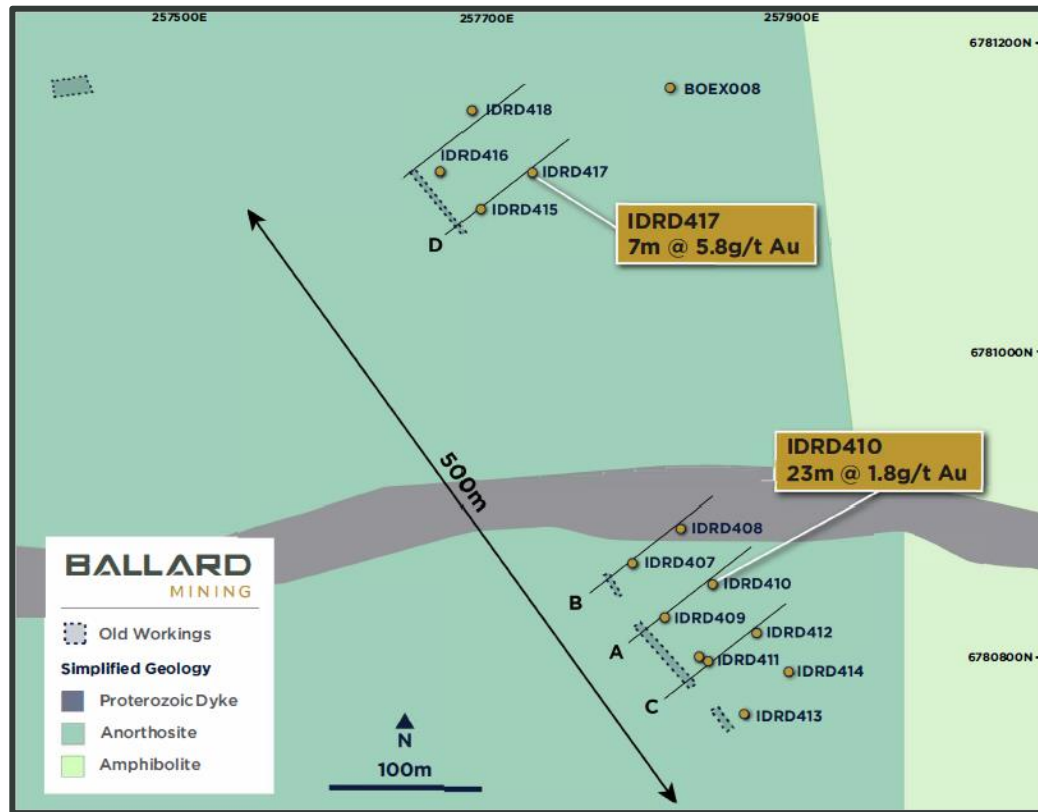 257500E
257700E
257900E
6781200N
BOEX008
IDRD418
IDRD416
IDRD417
IDRD415
D
IDRD417
7m @ 5.8g/t Au
6781000N
IDRD410
23m @ 1.8g/t Au
500m
IDRD408
IDRD407
IDRD410
B
IDRD409
IDRD412
A
IDRD411
6780800N
IDRD414
C
IDRD413
BALLARD
MINING
Old Workings
Simplified Geology
Proterozoic Dyke
Anorthosite
Amphibolite
N
100m